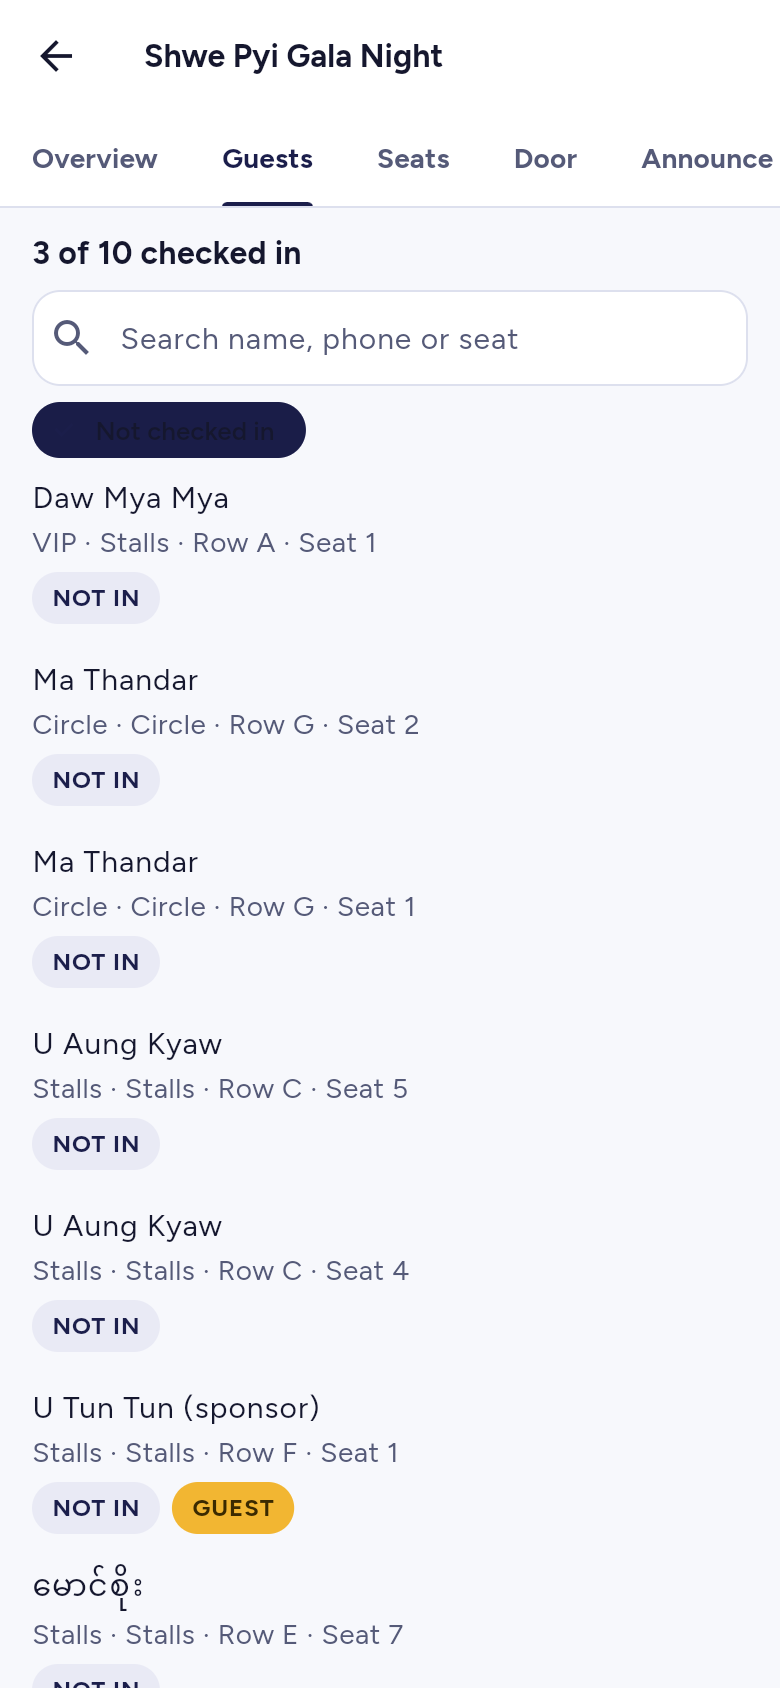 Shwe Pyi Gala Night
Overview Guests Seats Door Announce
3 of 10 checked in
Search name, phone or seat
Not checked in
Daw Mya Mya
VIP · Stalls · Row A · Seat 1
NOT IN
Ma Thandar
Circle · Circle · Row G · Seat 2
NOT IN
Ma Thandar
Circle · Circle · Row G · Seat 1
NOT IN
U Aung Kyaw
Stalls · Stalls · Row C · Seat 5
NOT IN
U Aung Kyaw
Stalls · Stalls · Row C · Seat 4
NOT IN
U Tun Tun (sponsor)
Stalls · Stalls · Row F · Seat 1
NOT IN GUEST
မောင်စိုး
Stalls · Stalls · Row E · Seat 7
NOT IN